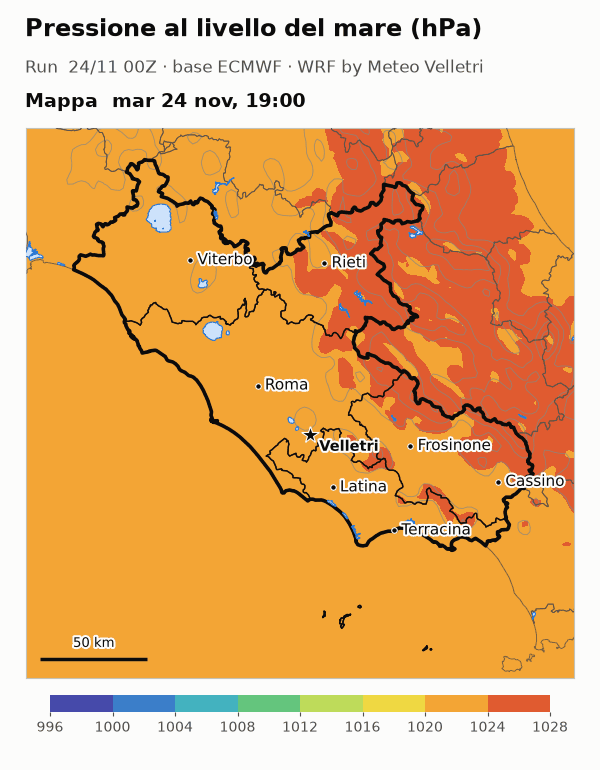 Pressione al livello del mare (hPa)
Run  24/11 00Z · base ECMWF · WRF by Meteo Velletri
Mappa  mar 24 nov, 19:00
Viterbo
Rieti
Roma
Velletri
Frosinone
Cassino
Latina
Terracina
50 km
996 1000 1004 1008 1012 1016 1020 1024 1028